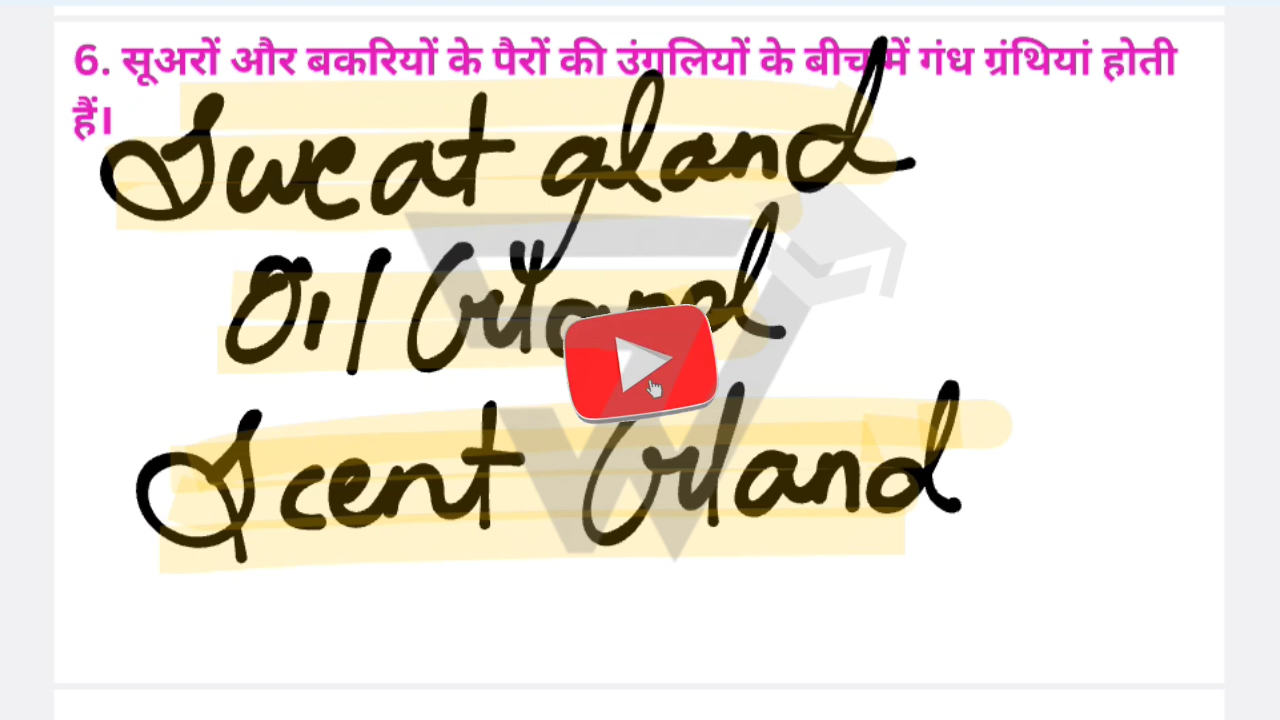 6. सूअरों और बकरियों के पैरों की उंगलियों के बीच में गंध ग्रंथियां होती
हैं।
Sweat gland
Oil Gland
Scent Gland